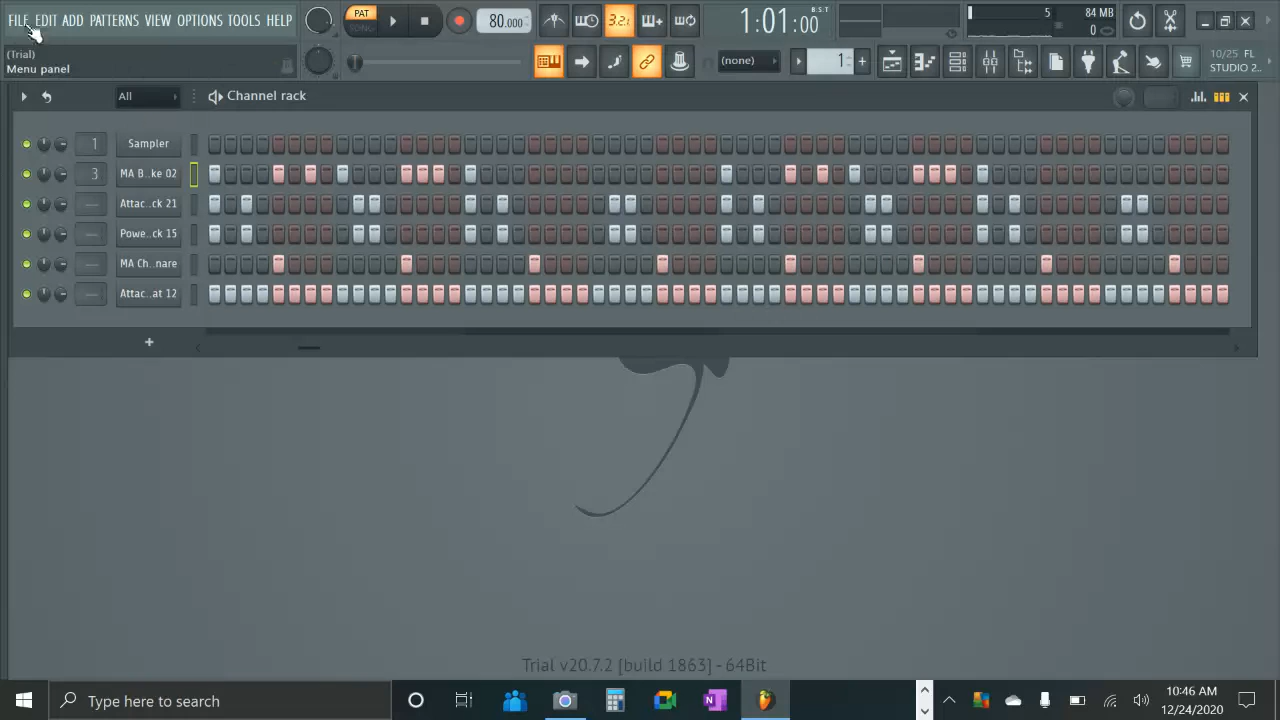 FILE EDIT ADD PATTERNS VIEW OPTIONS TOOLS HELP
PAT
SONG
80.000
3.2.1
1:01:00
B:S:T
5
84 MB
0
(Trial)
Menu panel
(none)
1
10/25 FL
STUDIO 2..
All
Channel rack
1
Sampler
3
MA B..ke 02
Attac..ck 21
Powe..ck 15
MA Ch..nare
Attac..at 12
+
Trial v20.7.2 [build 1863] - 64Bit
Type here to search
10:46 AM
12/24/2020